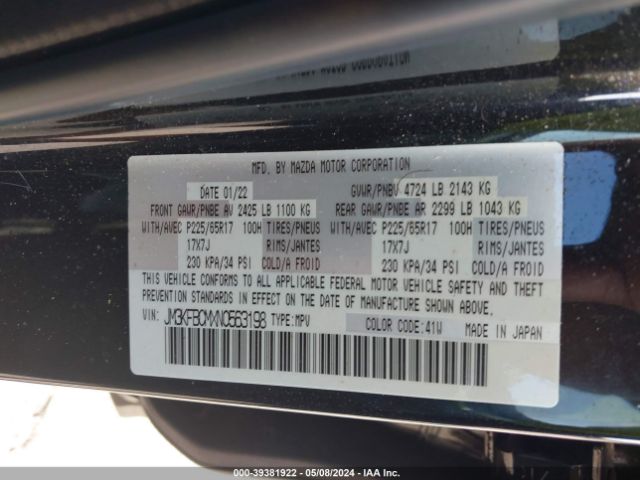 MFD. BY MAZDA MOTOR CORPORATION
DATE 01/22 GVWR/PNBV 4724 LB 2143 KG
FRONT GAWR/PNBE AV 2425 LB 1100 KG REAR GAWR/PNBE AR 2299 LB 1043 KG
WITH/AVEC P225/65R17 100H TIRES/PNEUS WITH/AVEC P225/65R17 100H TIRES/PNEUS
17X7J RIMS/JANTES 17X7J RIMS/JANTES
230 KPA/34 PSI COLD/A FROID 230 KPA/34 PSI COLD/A FROID
THIS VEHICLE CONFORMS TO ALL APPLICABLE FEDERAL MOTOR VEHICLE SAFETY AND THEFT
PREVENTION STANDARDS IN EFFECT ON THE DATE OF MANUFACTURE SHOWN ABOVE.
VIN: JM3KFBCMXN0563198 TYPE:MPV COLOR CODE:41W MADE IN JAPAN
000-39381922 - 05/08/2024 - IAA Inc.